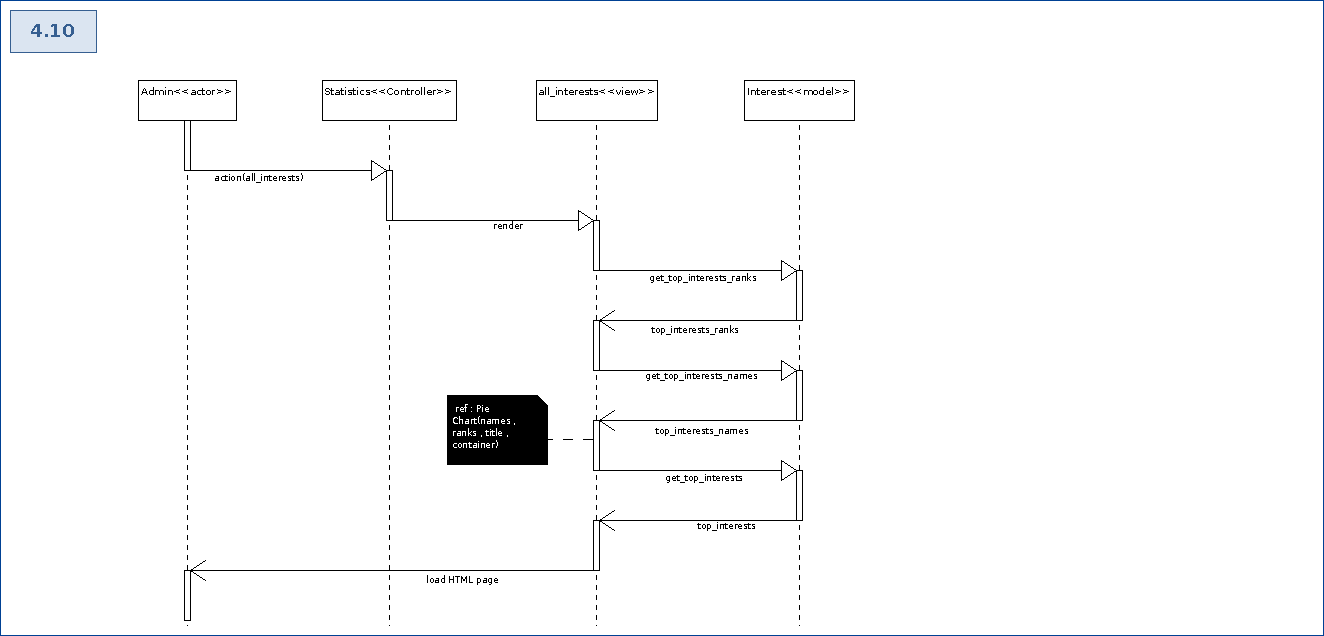 4.10
Admin<<actor>>
Statistics<<Controller>>
all_interests<<view>>
Interest<<model>>
action(all_interests)
render
get_top_interests_ranks
top_interests_ranks
get_top_interests_names
ref : Pie
Chart(names ,
ranks , title ,
container)
top_interests_names
get_top_interests
top_interests
load HTML page